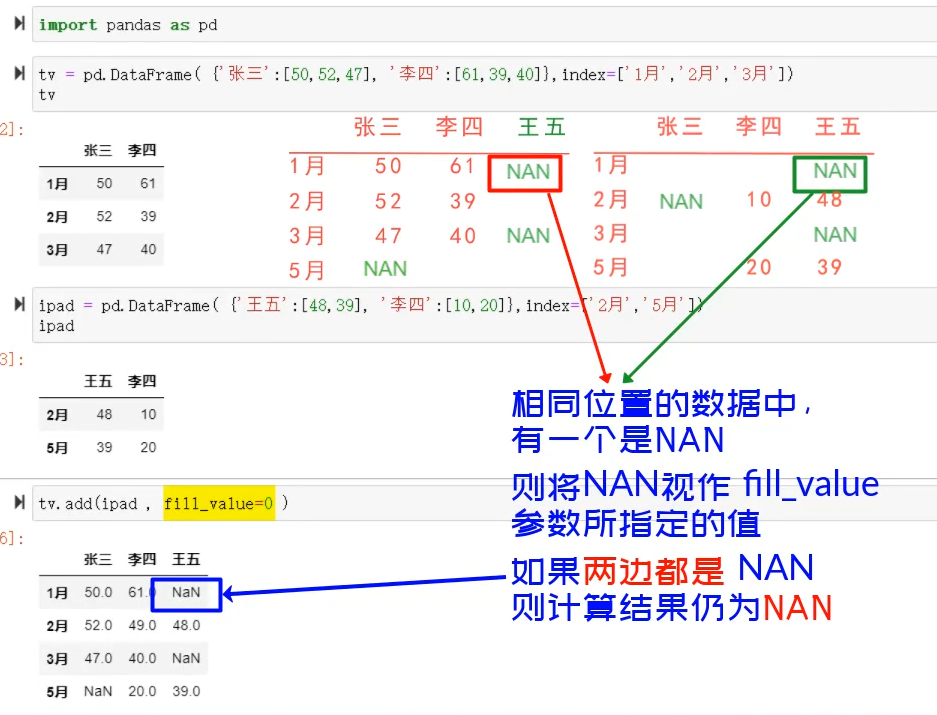 import pandas as pd
tv = pd.DataFrame( {'张三':[50,52,47], '李四':[61,39,40]},index=['1月','2月','3月'])
tv
2]:
张三 李四 王五 张三 李四 王五
张三 李四
1月 50 61 NAN 1月 NAN
1月 50 61
2月 52 39 2月 NAN 10 48
2月 52 39
3月 47 40 NAN 3月 NAN
3月 47 40
5月 NAN 5月 20 39
ipad = pd.DataFrame( {'王五':[48,39], '李四':[10,20]},index=['2月','5月'])
ipad
3]:
王五 李四
2月 48 10
5月 39 20
相同位置的数据中,
有一个是NAN
则将NAN视作 fill_value
参数所指定的值
tv.add(ipad , fill_value=0 )
6]:
张三 李四 王五
1月 50.0 61.0 NaN
2月 52.0 49.0 48.0
3月 47.0 40.0 NaN
5月 NaN 20.0 39.0
如果两边都是 NAN
则计算结果仍为NAN